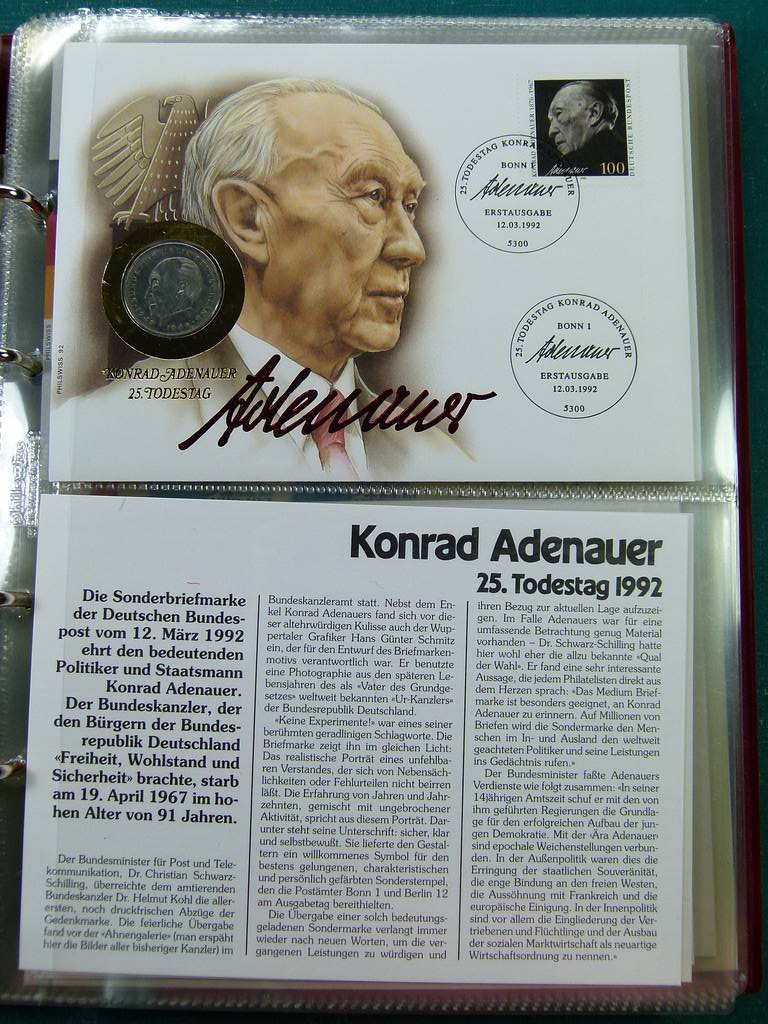 KONRAD ADENAUER 1876-1967
DEUTSCHE BUNDESPOST
Adenauer
100
25. TODESTAG KONRAD ADENAUER
BONN 1
Adenauer
ERSTAUSGABE
12.03.1992
5300
25. TODESTAG KONRAD ADENAUER
BONN 1
Adenauer
ERSTAUSGABE
12.03.1992
5300
PHILSWISS 92
PHILSWISS
KONRAD ADENAUER
25. TODESTAG
Adenauer
Konrad Adenauer
25. Todestag 1992
Die Sonderbriefmarke
der Deutschen Bundes-
post vom 12. März 1992
ehrt den bedeutenden
Politiker und Staatsmann
Konrad Adenauer.
Der Bundeskanzler, der
den Bürgern der Bundes-
republik Deutschland
«Freiheit, Wohlstand und
Sicherheit» brachte, starb
am 19. April 1967 im ho-
hen Alter von 91 Jahren.
Der Bundesminister für Post und Tele-
kommunikation, Dr. Christian Schwarz-
Schilling, überreichte dem amtierenden
Bundeskanzler Dr. Helmut Kohl die aller-
ersten, noch druckfrischen Abzüge der
Gedenkmarke. Die feierliche Übergabe
fand vor der «Ahnengalerie» (man erspäht
hier die Bilder aller bisheriger Kanzler) im
Bundeskanzleramt statt. Nebst dem En-
kel Konrad Adenauers fand sich vor die-
ser altehrwürdigen Kulisse auch der Wup-
pertaler Grafiker Hans Günter Schmitz
ein, der für den Entwurf des Briefmarken-
motivs verantwortlich war. Er benutzte
eine Photographie aus den späteren Le-
bensjahren des als «Vater des Grundge-
setzes» weltweit bekannten «Ur-Kanzlers»
der Bundesrepublik Deutschland.
«Keine Experimente!» war eines seiner
berühmten geradlinigen Schlagworte. Die
Briefmarke zeigt ihn im gleichen Licht:
Das realistische Porträt eines unfehlba-
ren Verstandes, der sich von Nebensäch-
lichkeiten oder Fehlurteilen nicht beirren
läßt. Die Erfahrung von Jahren und Jahr-
zehnten, gemischt mit ungebrochener
Aktivität, spricht aus diesem Porträt. Dar-
unter steht seine Unterschrift: sicher, klar
und selbstbewußt. Sie lieferte den Gestal-
tern ein willkommenes Symbol für den
bestens gelungenen, charakteristischen
und persönlich gefärbten Sonderstempel,
den die Postämter Bonn 1 und Berlin 12
am Ausgabetag bereithielten.
Die Übergabe einer solch bedeutungs-
geladenen Sondermarke verlangt immer
wieder nach neuen Worten, um die ver-
gangenen Leistungen zu würdigen und
ihren Bezug zur aktuellen Lage aufzuzei-
gen. Im Falle Adenauers war für eine
umfassende Betrachtung genug Material
vorhanden – Dr. Schwarz-Schilling hatte
hier wohl eher die allzu bekannte «Qual
der Wahl». Er fand eine sehr interessante
Aussage, die jedem Philatelisten direkt aus
dem Herzen sprach: «Das Medium Brief-
marke ist besonders geeignet, an Konrad
Adenauer zu erinnern. Auf Millionen von
Briefen wird die Sondermarke den Men-
schen im In- und Ausland den weltweit
geachteten Politiker und seine Leistungen
ins Gedächtnis rufen.»
Der Bundesminister faßte Adenauers
Verdienste wie folgt zusammen: «In seiner
14jährigen Amtszeit schuf er mit den von
ihm geführten Regierungen die Grundla-
ge für den erfolgreichen Aufbau der jun-
gen Demokratie. Mit der ‹Ära Adenauer›
sind epochale Weichenstellungen verbun-
den. In der Außenpolitik waren dies die
Erringung der staatlichen Souveränität,
die enge Bindung an den freien Westen,
die Aussöhnung mit Frankreich und die
europäische Einigung. In der Innenpolitik
sind vor allem die Eingliederung der Ver-
triebenen und Flüchtlinge und der Ausbau
der sozialen Marktwirtschaft als neuartige
Wirtschaftsordnung zu nennen.»